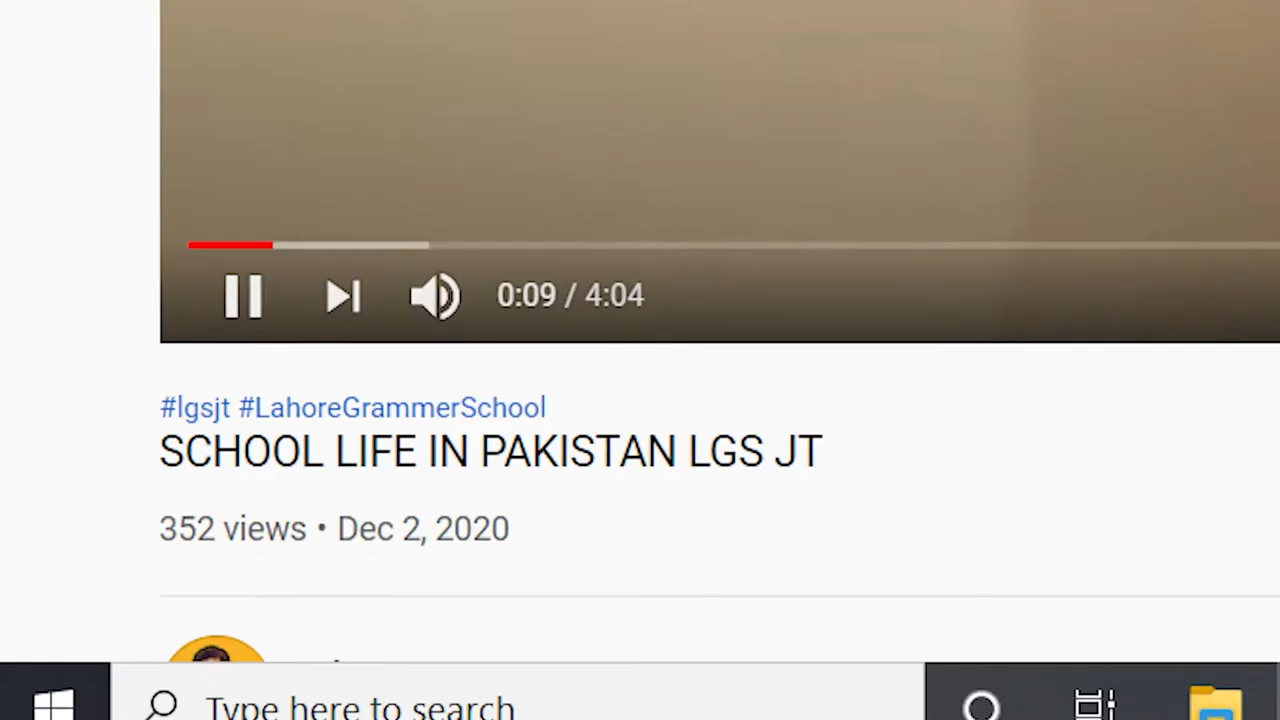 0:09 / 4:04
#lgsjt #LahoreGrammerSchool
SCHOOL LIFE IN PAKISTAN LGS JT
352 views • Dec 2, 2020
Type here to search